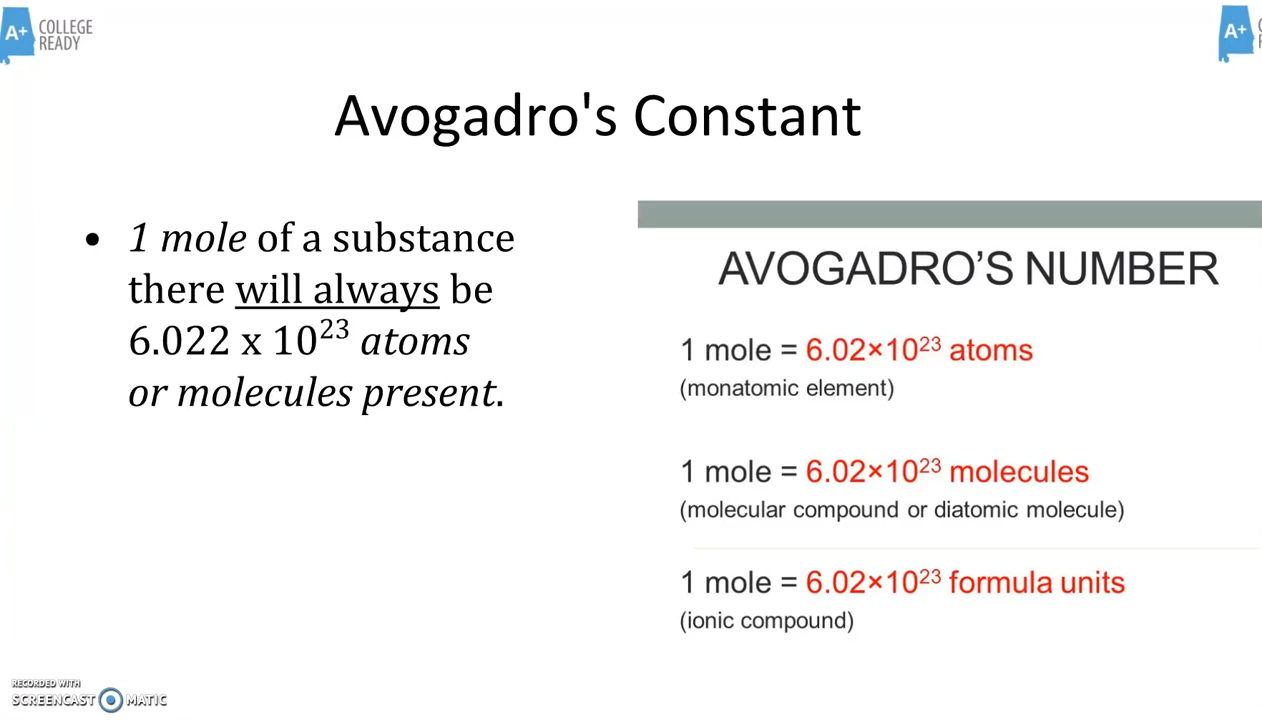 A+ COLLEGE
READY
A+
Avogadro's Constant
• 1 mole of a substance
there will always be
6.022 x 10²³ atoms
or molecules present.
AVOGADRO’S NUMBER
1 mole = 6.02×10²³ atoms
(monatomic element)
1 mole = 6.02×10²³ molecules
(molecular compound or diatomic molecule)
1 mole = 6.02×10²³ formula units
(ionic compound)
RECORDED WITH
SCREENCAST MATIC